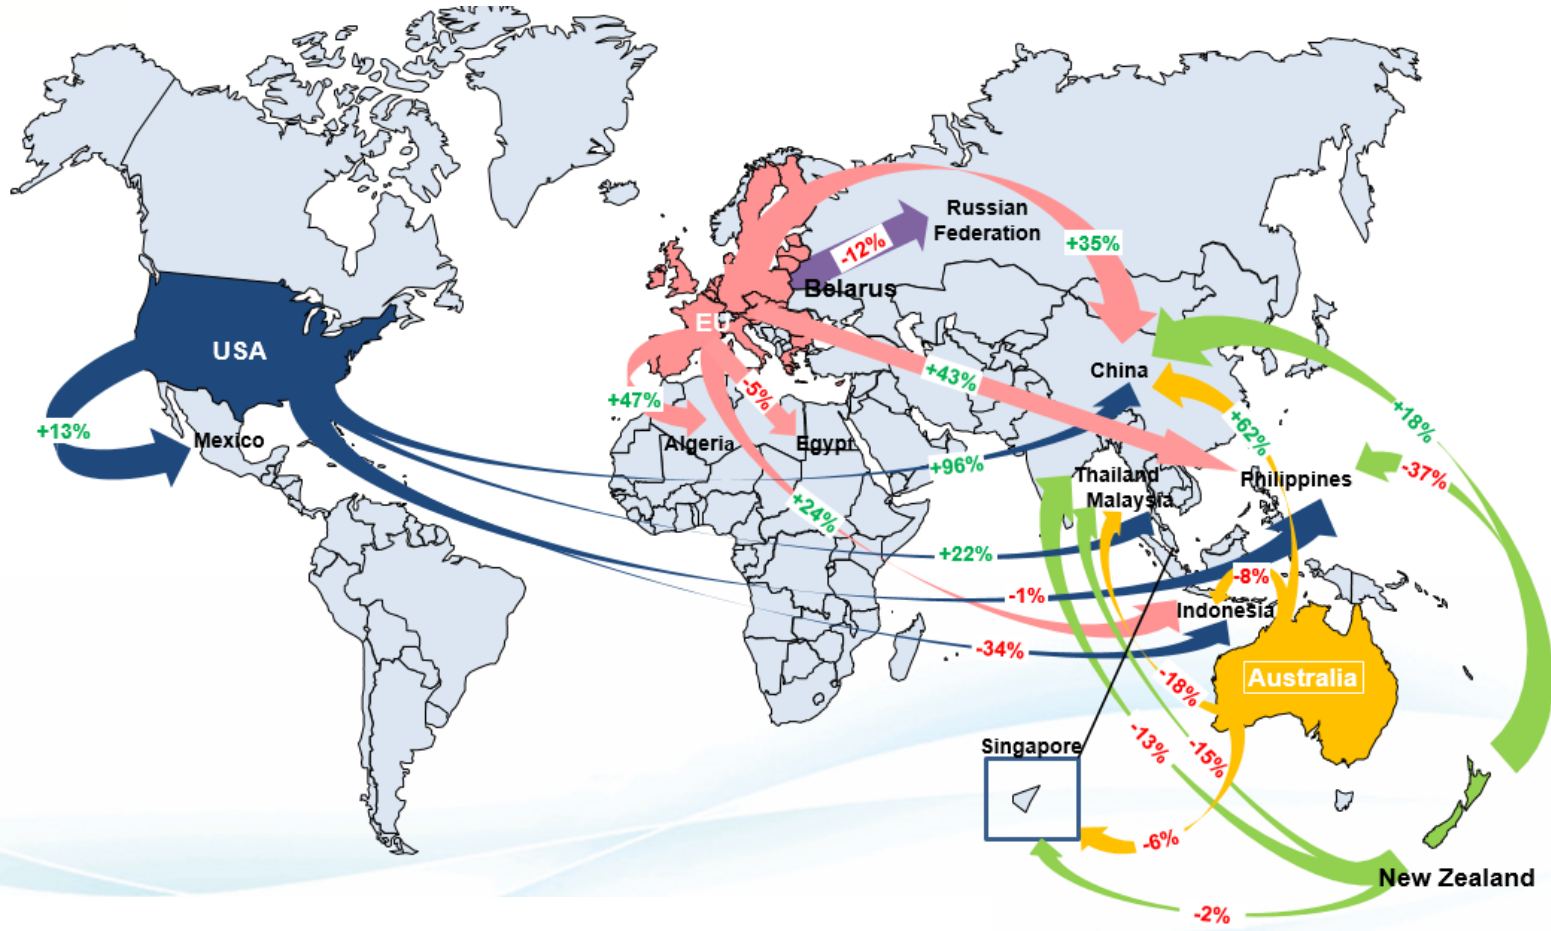 Russian
Federation
-12%
+35%
Belarus
EU
USA
China
+43%
+47%
-5%
+18%
+62%
+13%
Mexico
Algeria
Egypt
+96%
-37%
Thailand
Malaysia
Philippines
+24%
+22%
-8%
-1%
Indonesia
-34%
-18%
Australia
-13%
-15%
Singapore
-6%
New Zealand
-2%